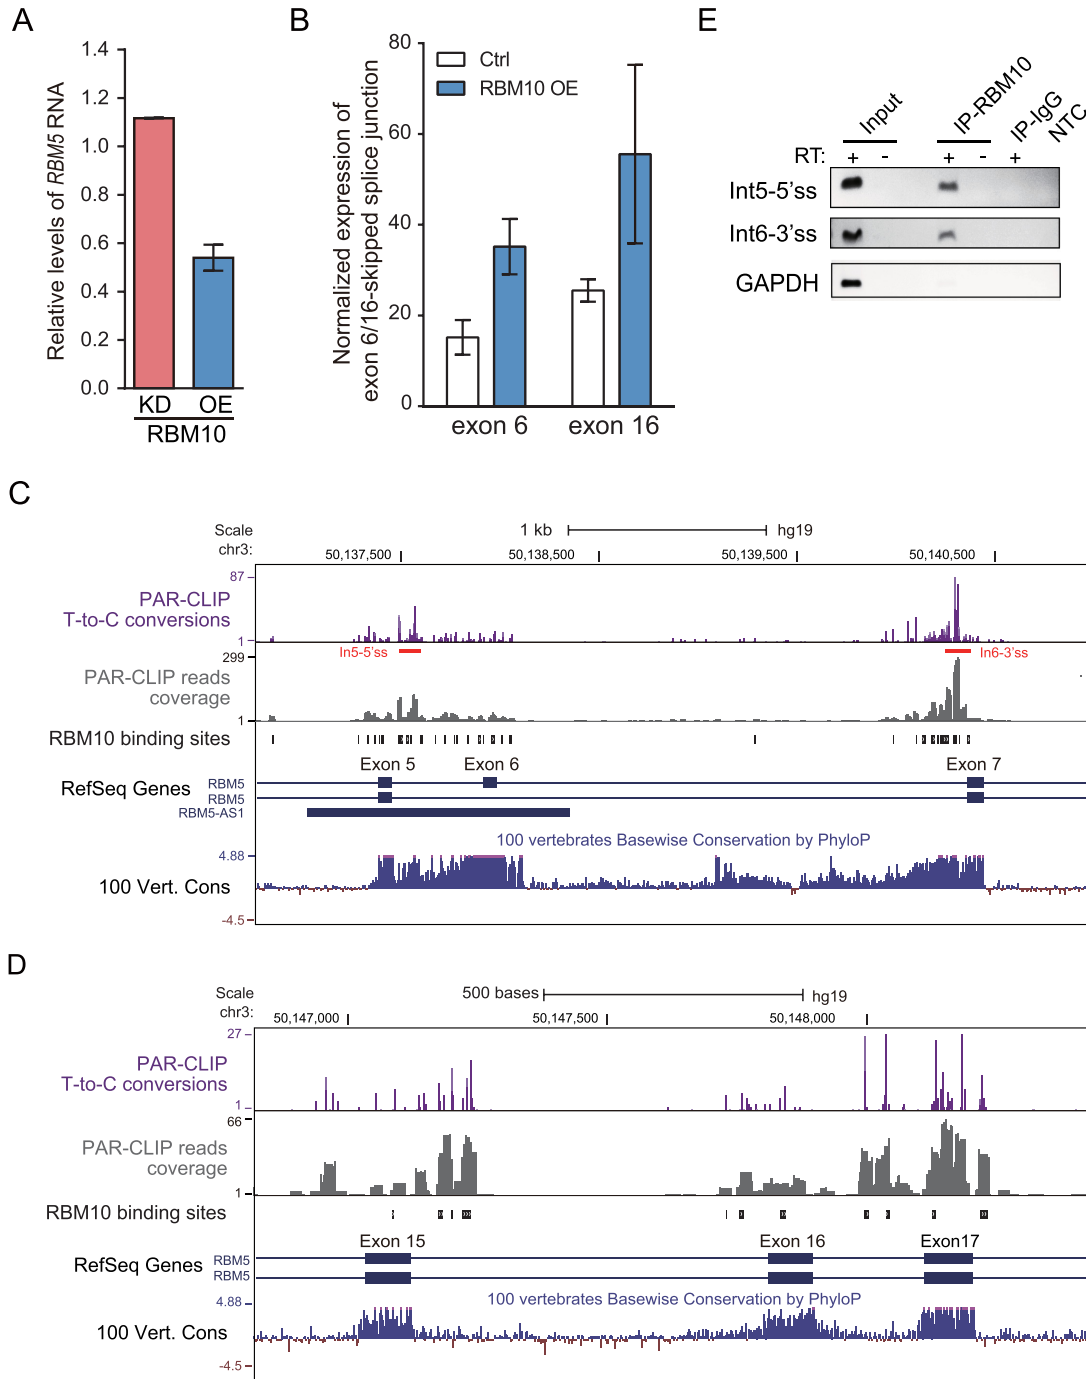 A
Relative levels of RBM5 RNA
1.4
1.2
1.0
0.8
0.6
0.4
0.2
0.0
KD OE
RBM10
B
Normalized expression of
exon 6/16-skipped splice junction
80
60
40
20
0
Ctrl
RBM10 OE
exon 6 exon 16
E
Input IP-RBM10 IP-IgG NTC
RT: + - + - +
Int5-5'ss
Int6-3'ss
GAPDH
C
Scale 1 kb hg19
chr3: 50,137,500 50,138,500 50,139,500 50,140,500
87
PAR-CLIP
T-to-C conversions
1
In5-5'ss In6-3'ss
299
PAR-CLIP reads
coverage
1
RBM10 binding sites
Exon 5 Exon 6 Exon 7
RefSeq Genes RBM5
RBM5
RBM5-AS1
100 vertebrates Basewise Conservation by PhyloP
4.88
100 Vert. Cons
-4.5
D
Scale 500 bases hg19
chr3: 50,147,000 50,147,500 50,148,000
27
PAR-CLIP
T-to-C conversions
1
66
PAR-CLIP reads
coverage
1
RBM10 binding sites
Exon 15 Exon 16 Exon17
RefSeq Genes RBM5
RBM5
100 vertebrates Basewise Conservation by PhyloP
4.88
100 Vert. Cons
-4.5